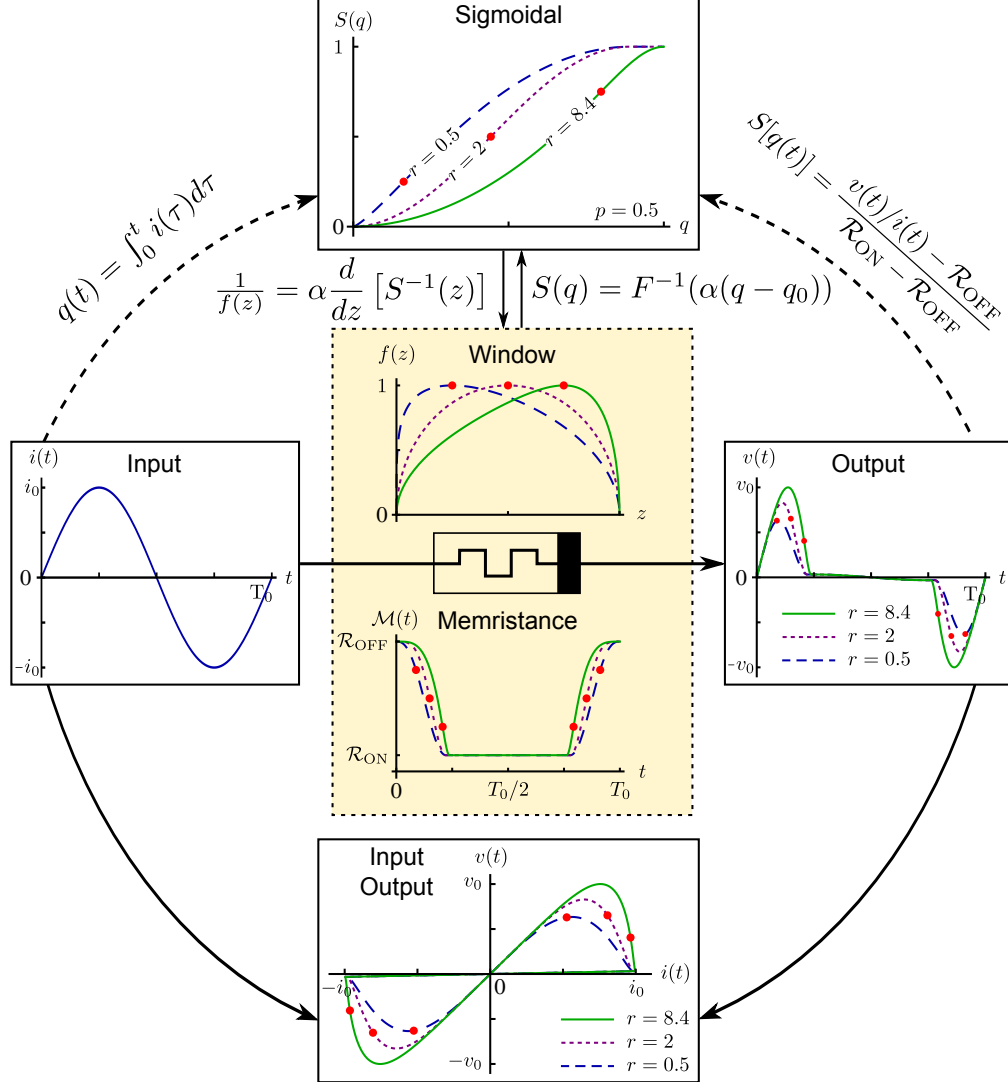 Sigmoidal
S(q)
1
r = 0.5
r = 2
r = 8.4
p = 0.5
0
q
q(t) = ∫₀ᵗ i(τ)dτ
S[q(t)] = (v(t)/i(t) − R_OFF)/(R_ON − R_OFF)
1/f(z) = α d/dz [S⁻¹(z)]
S(q) = F⁻¹(α(q − q₀))
Window
f(z)
1
0
z
Input
i(t)
i₀
0
T₀
t
-i₀
Output
v(t)
v₀
0
T₀
t
r = 8.4
r = 2
r = 0.5
-v₀
Memristance
M(t)
R_OFF
R_ON
0
T₀/2
T₀
t
Input
Output
v(t)
v₀
-i₀
0
i₀
i(t)
r = 8.4
r = 2
r = 0.5
−v₀